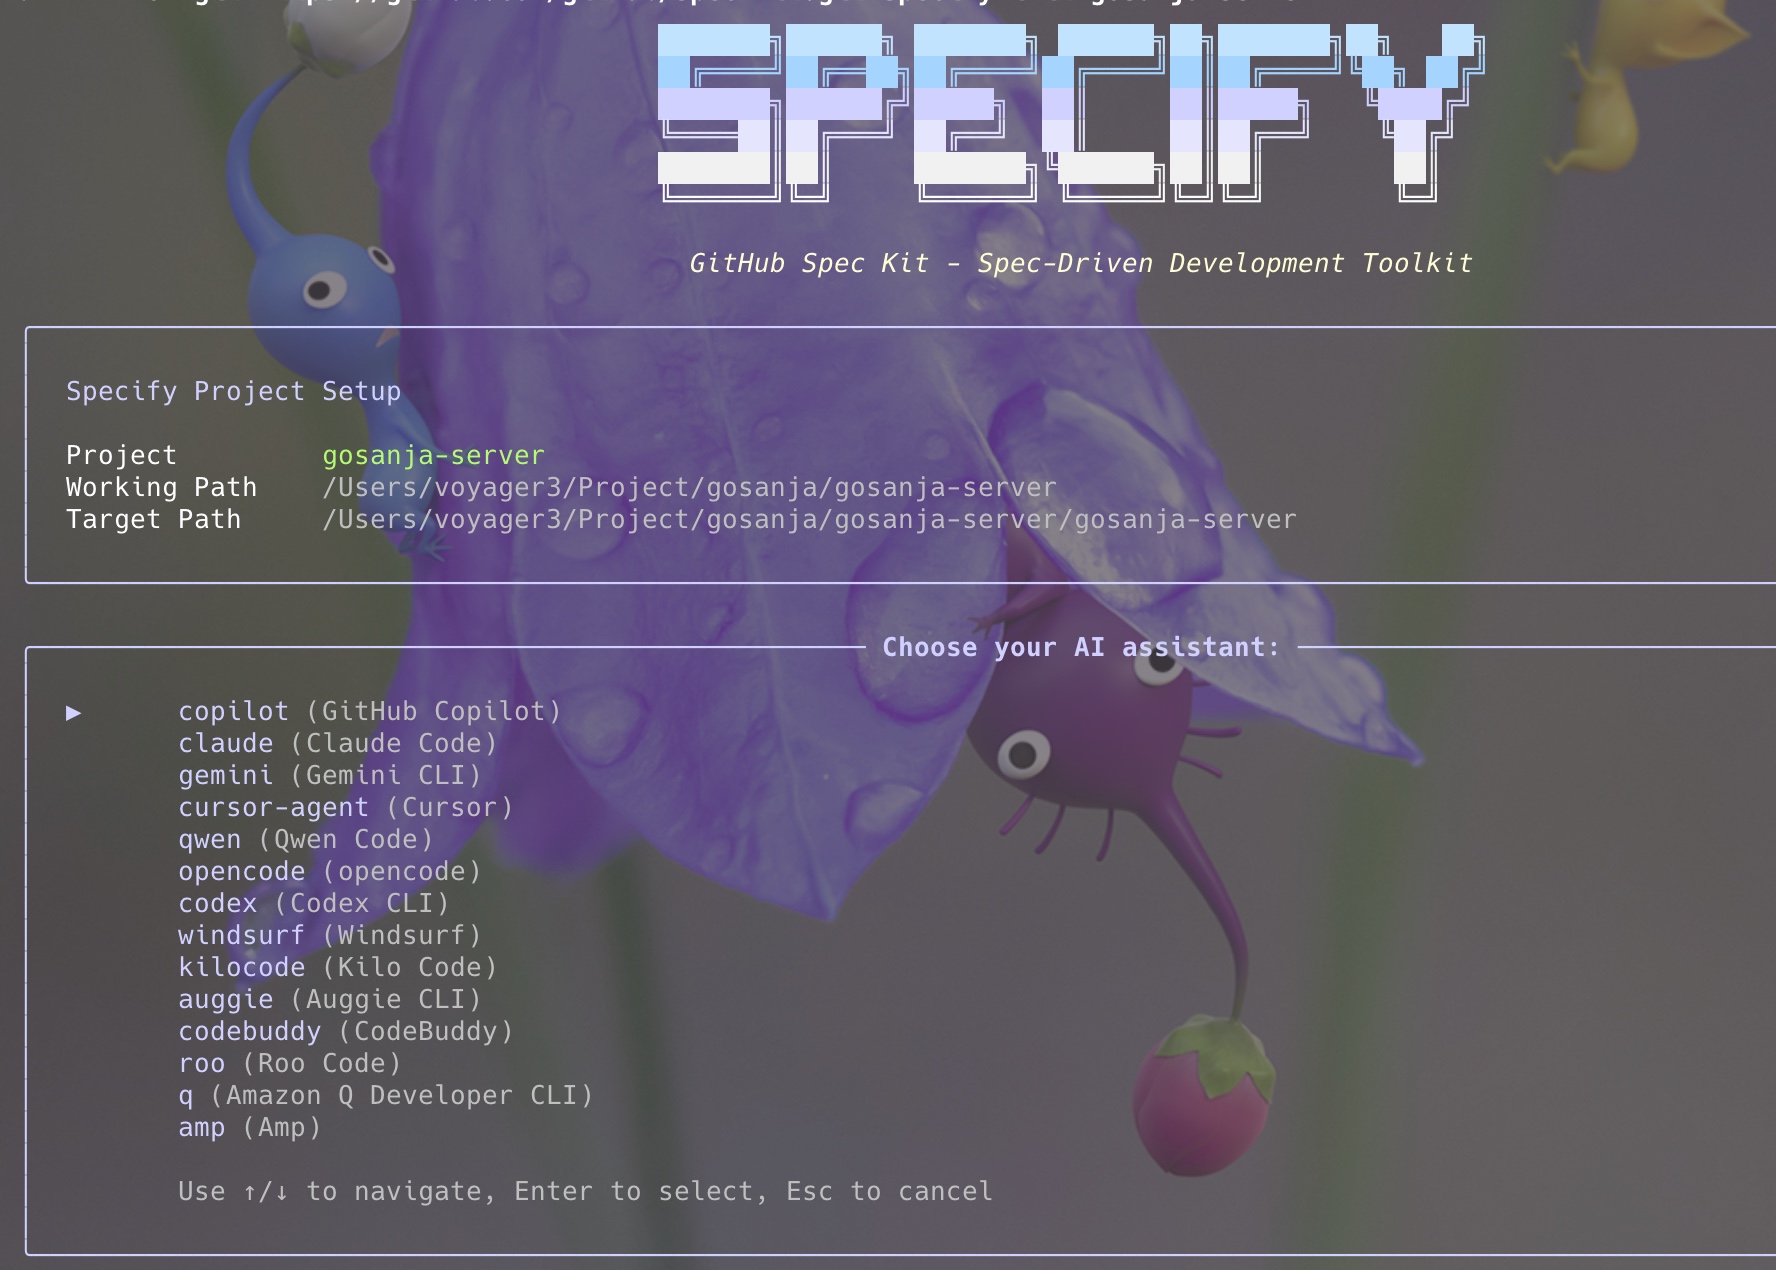 SPECIFY
GitHub Spec Kit - Spec-Driven Development Toolkit
Specify Project Setup
Project gosanja-server
Working Path /Users/voyager3/Project/gosanja/gosanja-server
Target Path /Users/voyager3/Project/gosanja/gosanja-server/gosanja-server
Choose your AI assistant:
▶ copilot (GitHub Copilot)
claude (Claude Code)
gemini (Gemini CLI)
cursor-agent (Cursor)
qwen (Qwen Code)
opencode (opencode)
codex (Codex CLI)
windsurf (Windsurf)
kilocode (Kilo Code)
auggie (Auggie CLI)
codebuddy (CodeBuddy)
roo (Roo Code)
q (Amazon Q Developer CLI)
amp (Amp)
Use ↑/↓ to navigate, Enter to select, Esc to cancel